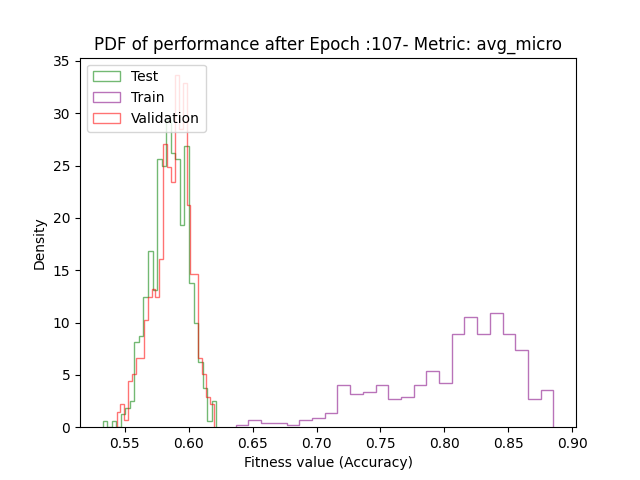 PDF of performance after Epoch :107- Metric: avg_micro
Test
Train
Validation
Density
35
30
25
20
15
10
5
0
0.55 0.60 0.65 0.70 0.75 0.80 0.85 0.90
Fitness value (Accuracy)